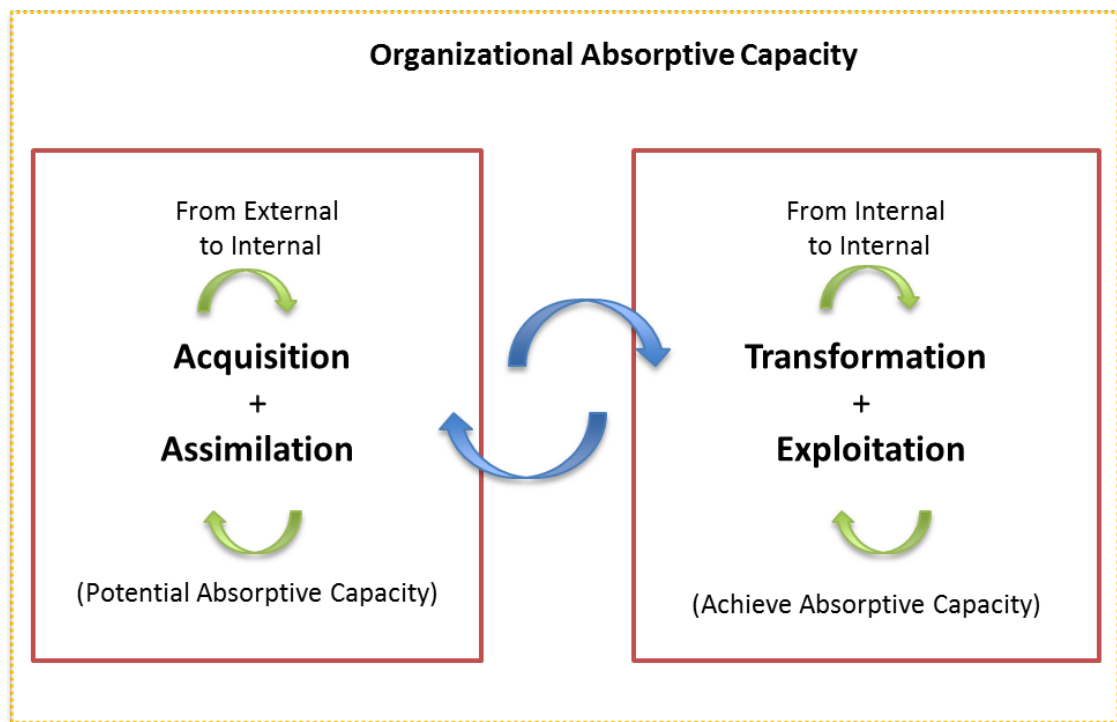 Organizational Absorptive Capacity
From External
to Internal
Acquisition
+
Assimilation
(Potential Absorptive Capacity)
From Internal
to Internal
Transformation
+
Exploitation
(Achieve Absorptive Capacity)